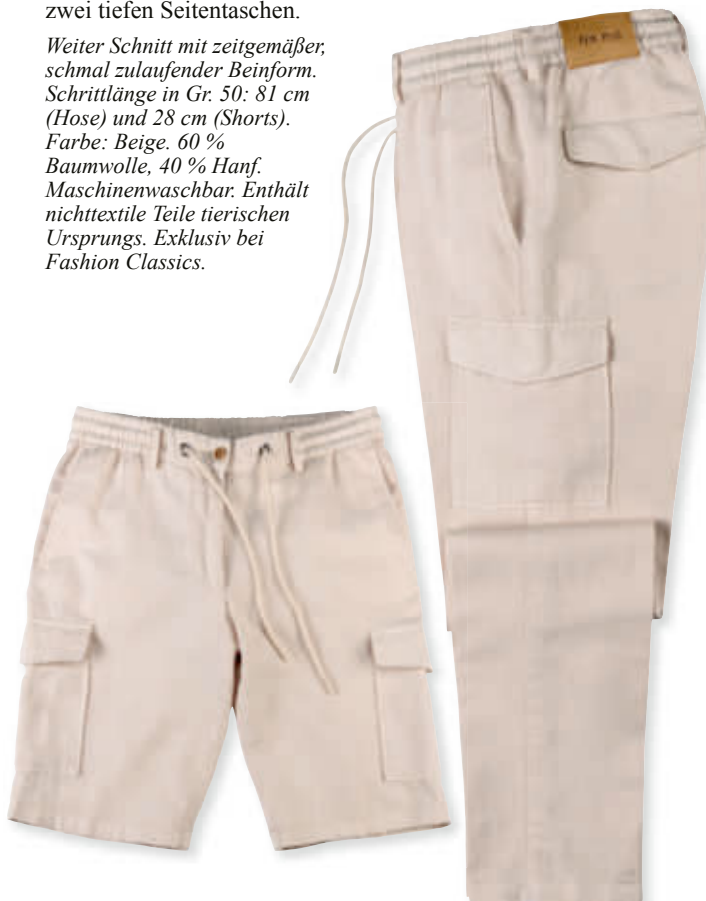 zwei tiefen Seitentaschen.
Weiter Schnitt mit zeitgemäßer,
schmal zulaufender Beinform.
Schrittlänge in Gr. 50: 81 cm
(Hose) und 28 cm (Shorts).
Farbe: Beige. 60 %
Baumwolle, 40 % Hanf.
Maschinenwaschbar. Enthält
nichttextile Teile tierischen
Ursprungs. Exklusiv bei
Fashion Classics.